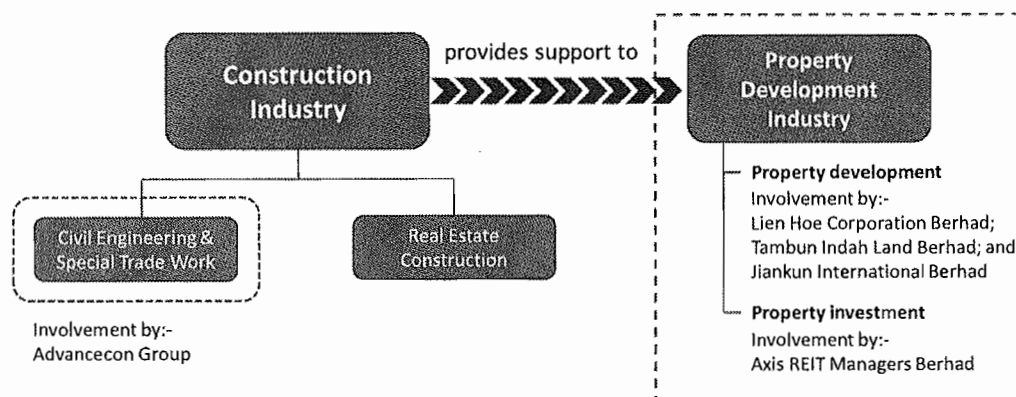 Construction
Industry
provides support to
Property
Development
Industry
Civil Engineering &
Special Trade Work
Real Estate
Construction
Involvement by:-
Advancecon Group
Property development
Involvement by:-
Lien Hoe Corporation Berhad;
Tambun Indah Land Berhad; and
Jiankun International Berhad
Property investment
Involvement by:-
Axis REIT Managers Berhad